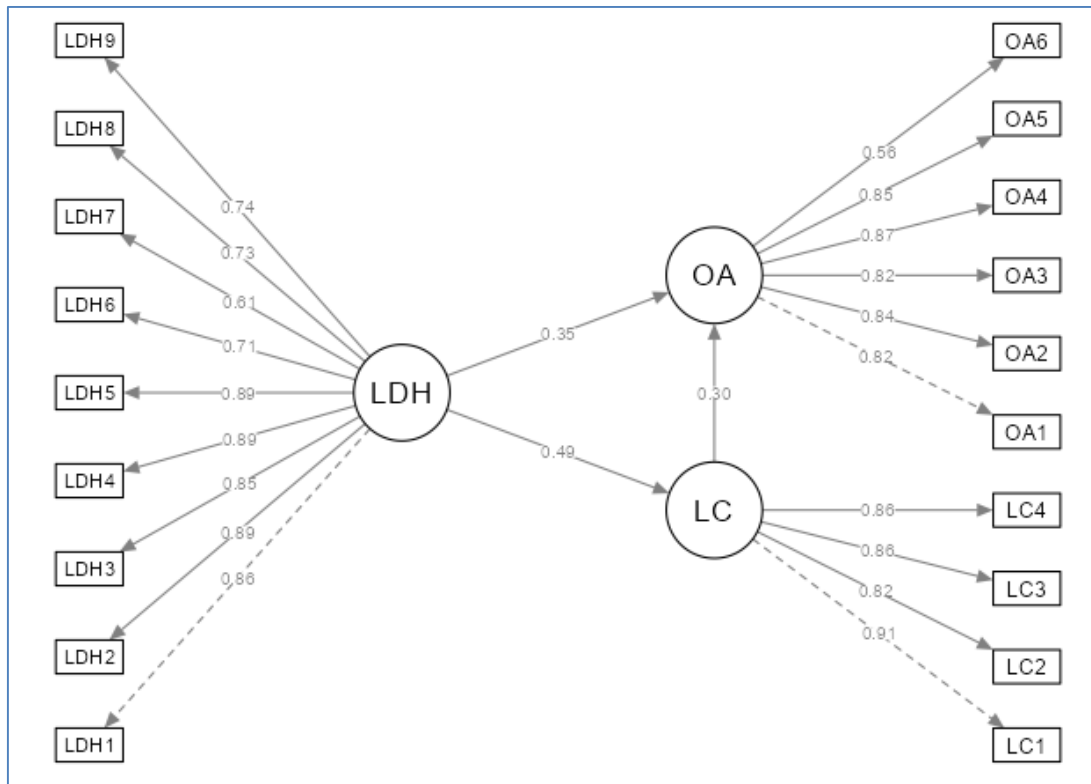 LDH9
LDH8
LDH7
LDH6
LDH5
LDH4
LDH3
LDH2
LDH1
0.74
0.73
0.61
0.71
0.89
0.89
0.85
0.89
0.86
LDH
0.35
0.49
OA
0.30
LC
0.56
0.85
0.87
0.82
0.84
0.82
0.86
0.86
0.82
0.91
OA6
OA5
OA4
OA3
OA2
OA1
LC4
LC3
LC2
LC1